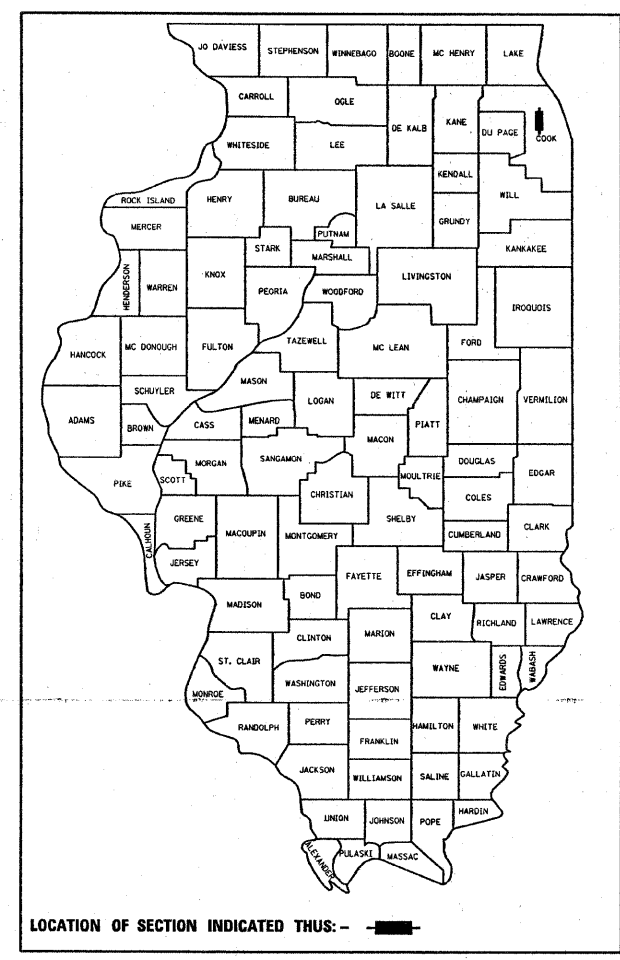 JO DAVIESS STEPHENSON WINNEBAGO BOONE MC HENRY LAKE
CARROLL OGLE DE KALB KANE DU PAGE COOK
WHITESIDE LEE
KENDALL WILL
ROCK ISLAND HENRY BUREAU LA SALLE GRUNDY
MERCER PUTNAM
STARK MARSHALL KANKAKEE
HENDERSON WARREN KNOX PEORIA WOODFORD LIVINGSTON IROQUOIS
HANCOCK MC DONOUGH FULTON TAZEWELL MC LEAN FORD
MASON
SCHUYLER LOGAN DE WITT CHAMPAIGN VERMILION
ADAMS BROWN CASS MENARD MACON PIATT
PIKE SCOTT MORGAN SANGAMON MOULTRIE DOUGLAS EDGAR
CHRISTIAN COLES
GREENE MACOUPIN MONTGOMERY SHELBY CUMBERLAND CLARK
CALHOUN JERSEY
FAYETTE EFFINGHAM JASPER CRAWFORD
MADISON BOND
CLINTON MARION CLAY RICHLAND LAWRENCE
ST. CLAIR WAYNE EDWARDS WABASH
MONROE WASHINGTON JEFFERSON
RANDOLPH PERRY HAMILTON WHITE
FRANKLIN
JACKSON WILLIAMSON SALINE GALLATIN
UNION JOHNSON POPE HARDIN
ALEXANDER PULASKI MASSAC
LOCATION OF SECTION INDICATED THUS: -